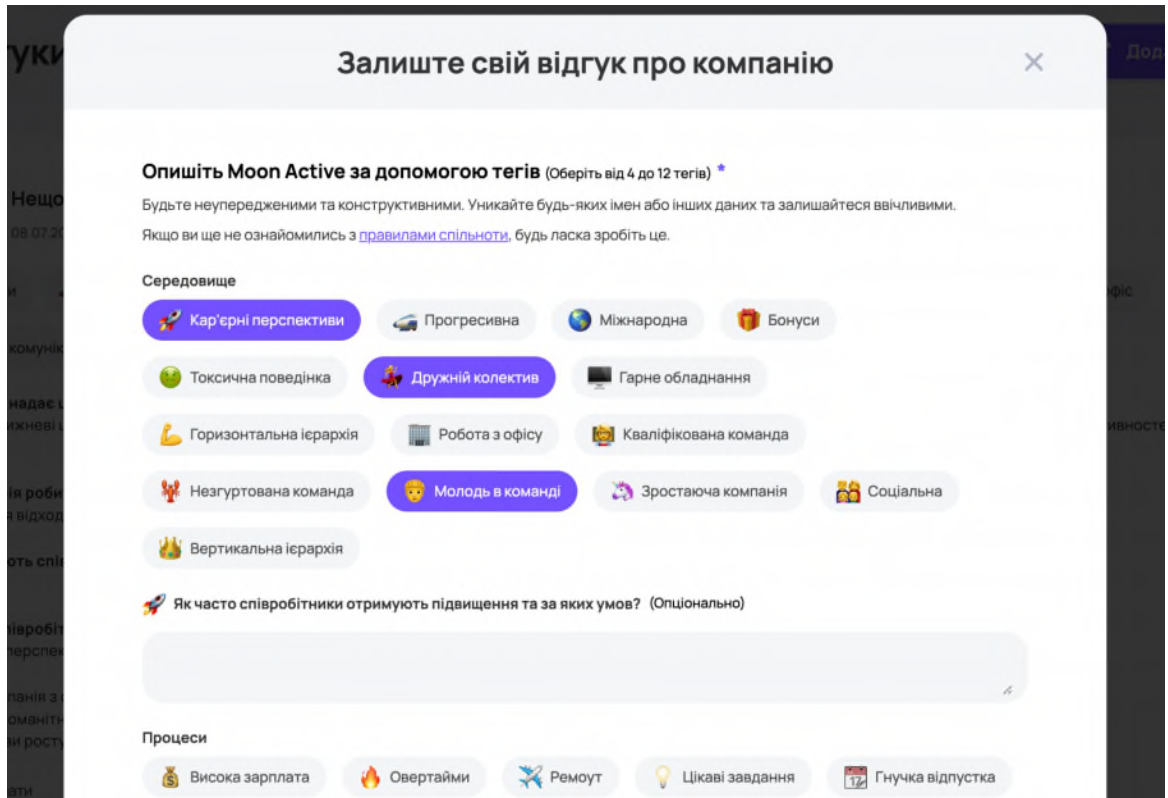 Залиште свій відгук про компанію
Опишіть Moon Active за допомогою тегів (Оберіть від 4 до 12 тегів) *
Будьте неупередженими та конструктивними. Уникайте будь-яких імен або інших даних та залишайтеся ввічливими.
Якщо ви ще не ознайомились з правилами спільноти, будь ласка зробіть це.
Середовище
Кар'єрні перспективи Прогресивна Міжнародна Бонуси
Токсична поведінка Дружній колектив Гарне обладнання
Горизонтальна ієрархія Робота з офісу Кваліфікована команда
Незгуртована команда Молодь в команді Зростаюча компанія Соціальна
Вертикальна ієрархія
Як часто співробітники отримують підвищення та за яких умов? (Опціонально)
Процеси
Висока зарплата Овертайми Ремоут Цікаві завдання Гнучка відпустка